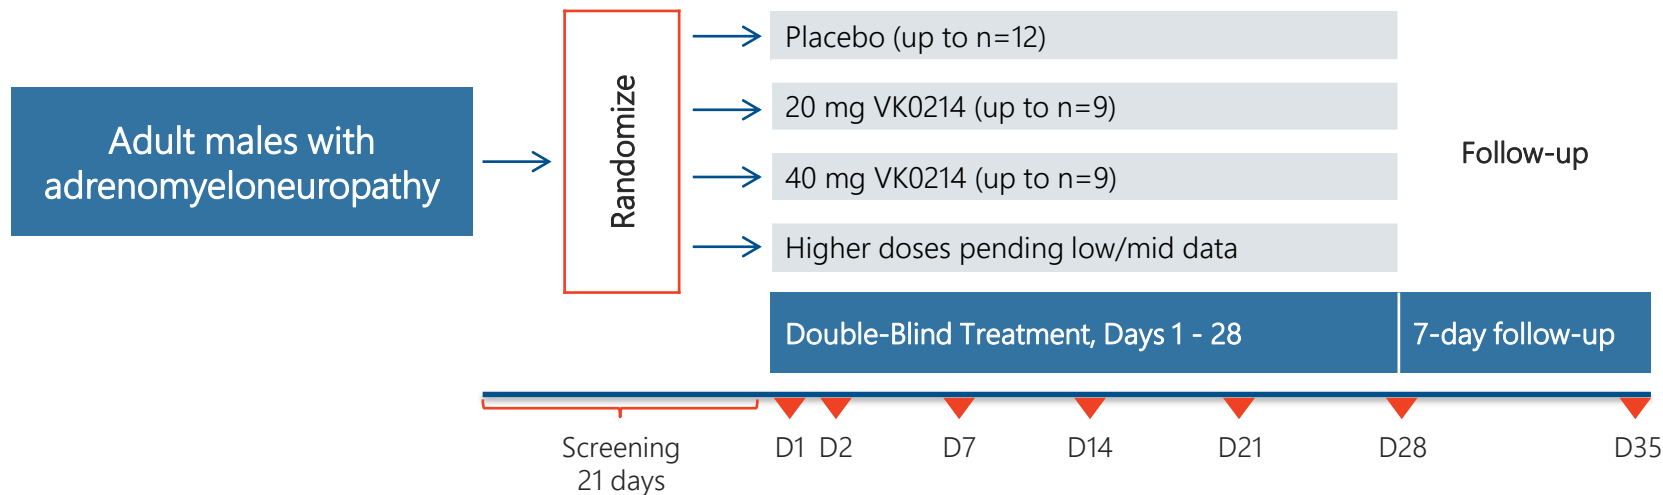 Adult males with
adrenomyeloneuropathy
Randomize
Placebo (up to n=12)
20 mg VK0214 (up to n=9)
40 mg VK0214 (up to n=9)
Higher doses pending low/mid data
Follow-up
Double-Blind Treatment, Days 1 - 28
7-day follow-up
Screening
21 days
D1
D2
D7
D14
D21
D28
D35